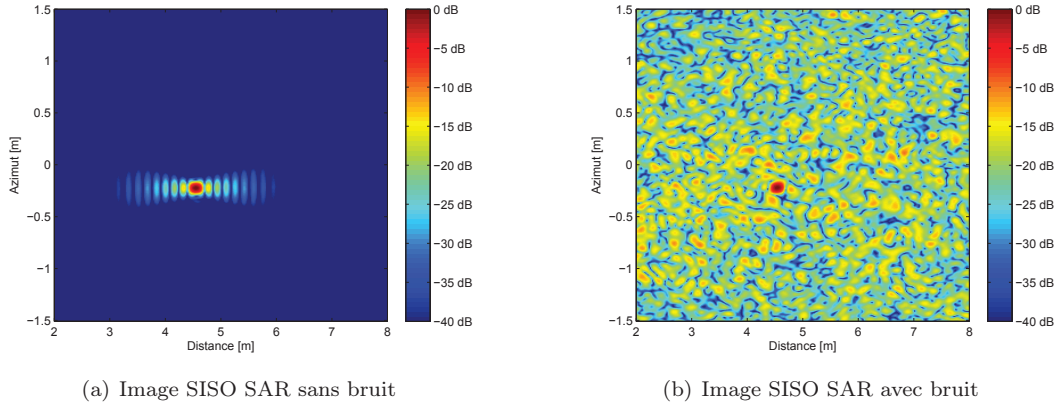 1.5
1
0.5
0
−0.5
−1
−1.5
Azimut [m]
2 3 4 5 6 7 8
Distance [m]
0 dB
−5 dB
−10 dB
−15 dB
−20 dB
−25 dB
−30 dB
−35 dB
−40 dB
(a) Image SISO SAR sans bruit
1.5
1
0.5
0
−0.5
−1
−1.5
Azimut [m]
2 3 4 5 6 7 8
Distance [m]
0 dB
−5 dB
−10 dB
−15 dB
−20 dB
−25 dB
−30 dB
−35 dB
−40 dB
(b) Image SISO SAR avec bruit